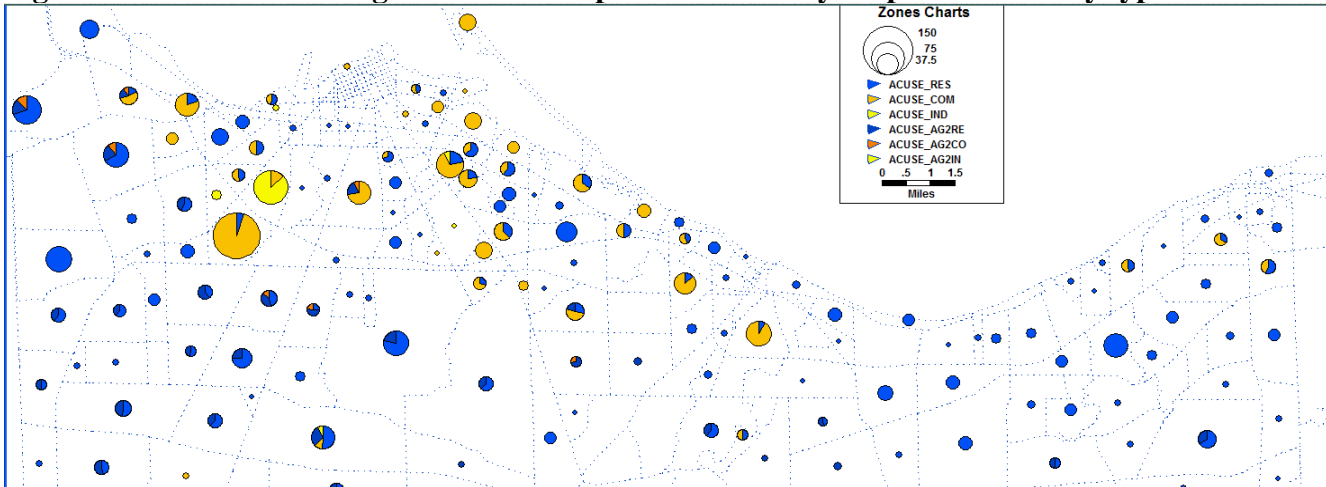 Zones Charts
150
75
37.5
ACUSE_RES
ACUSE_COM
ACUSE_IND
ACUSE_AG2RE
ACUSE_AG2CO
ACUSE_AG2IN
0 .5 1 1.5
Miles